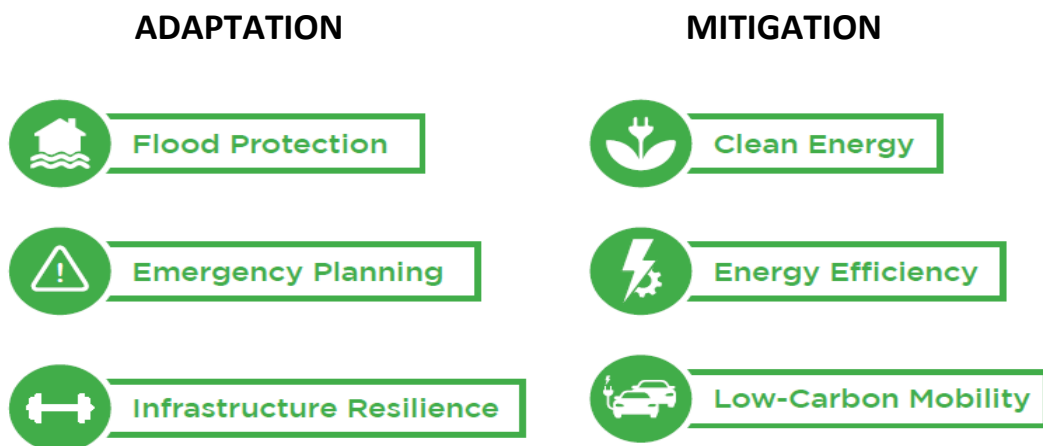 ADAPTATION
MITIGATION
Flood Protection
Clean Energy
Emergency Planning
Energy Efficiency
Infrastructure Resilience
Low-Carbon Mobility